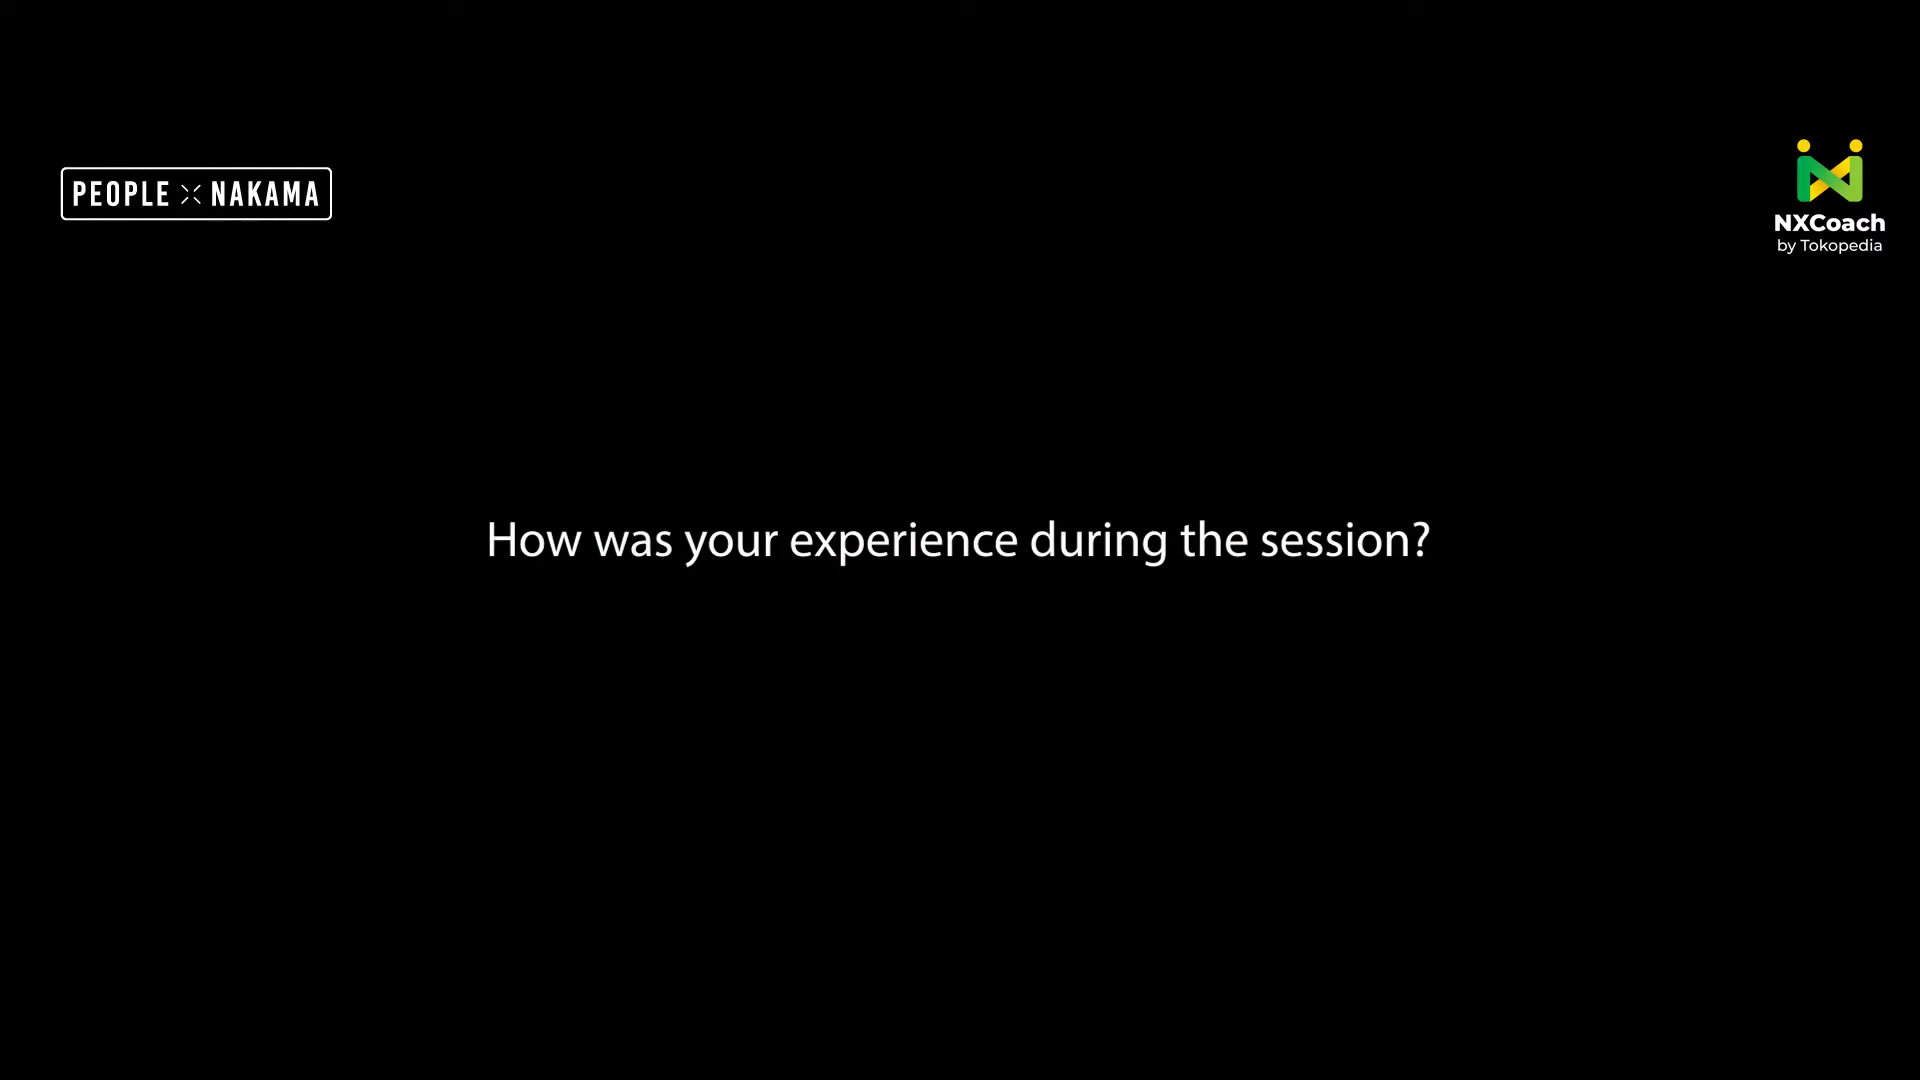 PEOPLE NAKAMA
NXCoach
by Tokopedia
How was your experience during the session?